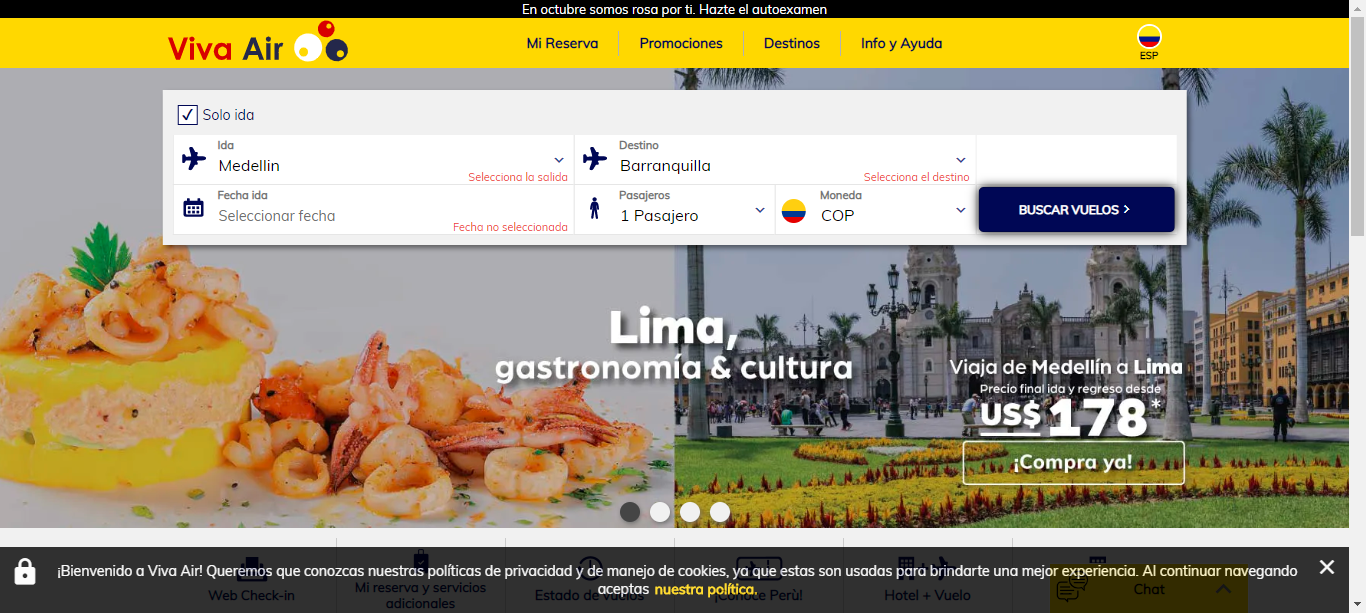 En octubre somos rosa por ti. Hazte el autoexamen
Viva Air
Mi Reserva
Promociones
Destinos
Info y Ayuda
ESP
Solo ida
Ida
Medellin
Selecciona la salida
Destino
Barranquilla
Selecciona el destino
Fecha ida
Seleccionar fecha
Fecha no seleccionada
Pasajeros
1 Pasajero
Moneda
COP
BUSCAR VUELOS
Lima,
gastronomía & cultura
Viaja de Medellín a Lima
Precio final ida y regreso desde
US$ 178*
¡Compra ya!
¡Bienvenido a Viva Air! Queremos que conozcas nuestras políticas de privacidad y de manejo de cookies, ya que estas son usadas para brindarte una mejor experiencia. Al continuar navegando
aceptas nuestra política.
Web Check-in
Mi reserva y servicios
adicionales
Estado de vuelos
¡Conoce Perù!
Hotel + Vuelo
Chat